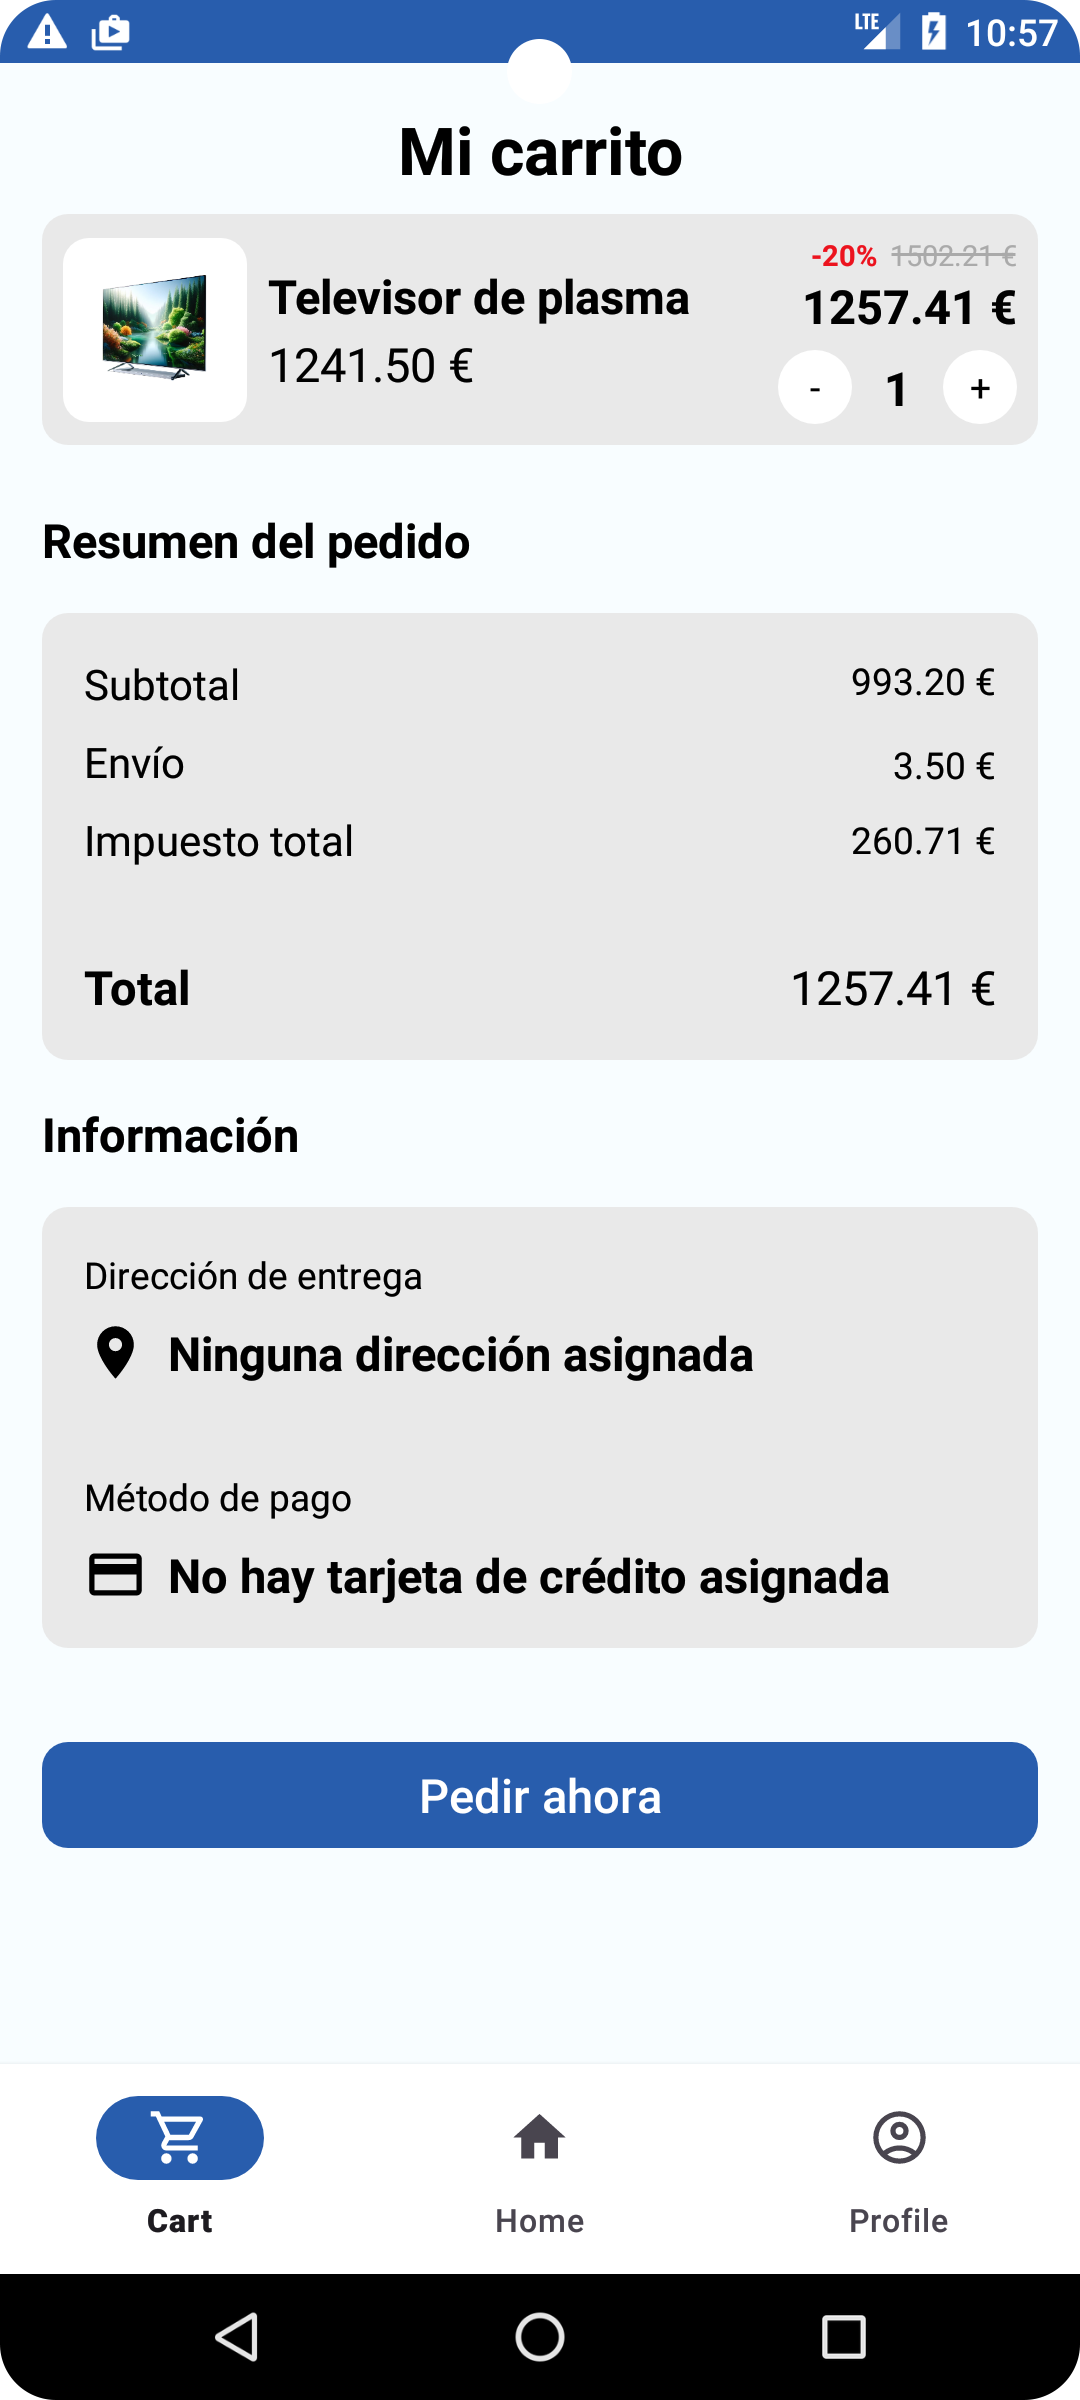 LTE 10:57
Mi carrito
-20% 1502.21 €
Televisor de plasma 1257.41 €
1241.50 €
- 1 +
Resumen del pedido
Subtotal 993.20 €
Envío 3.50 €
Impuesto total 260.71 €
Total 1257.41 €
Información
Dirección de entrega
Ninguna dirección asignada
Método de pago
No hay tarjeta de crédito asignada
Pedir ahora
Cart Home Profile